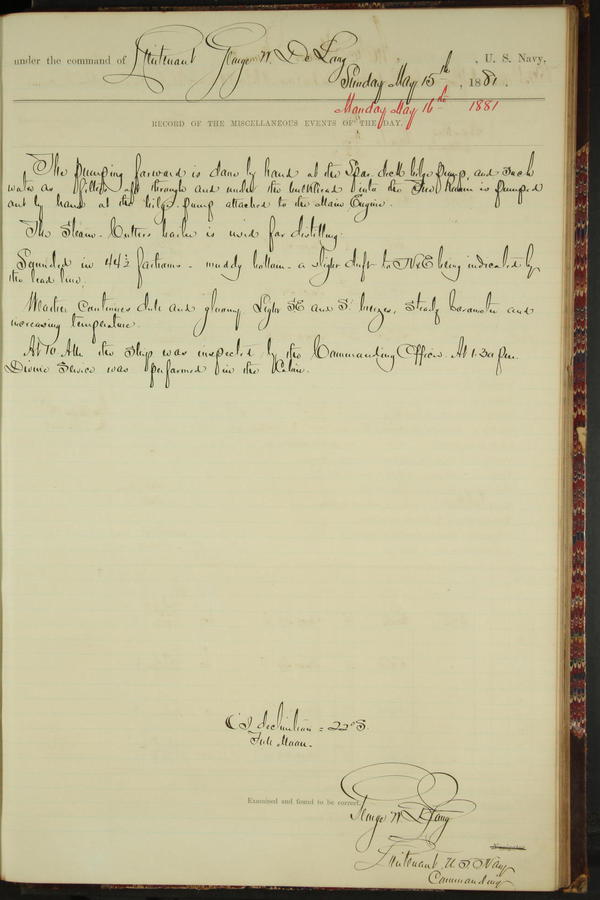 under the command of Lieutenant George W. De Long, U. S. Navy,
Sunday May 15th, 1881.
Monday May 16th 1881
RECORD OF THE MISCELLANEOUS EVENTS OF THE DAY.
The pumping forward is done by hand at the Spar deck bilge pump, and such
water as filters aft through and under the bulkhead into the Fire Room is pumped
out by hand at the bilge-pump attached to the Main Engine.
The Steam-Cutters boiler is used for distilling.
Sounded in 44½ fathoms - muddy bottom - a slight drift to NWE being indicated by
the lead line.
Weather continues dull and gloomy. Light SE and S. breezes, steady barometer and
increasing temperature.
At 10 AM the Ship was inspected by the Commanding Officer. At 1.30 pm.
Divine Service was performed in the Cabin.
declination = 22° S.
Full Moon.
Examined and found to be correct.
George W. De Long
Navigator
Lieutenant U.S. Navy
Commanding